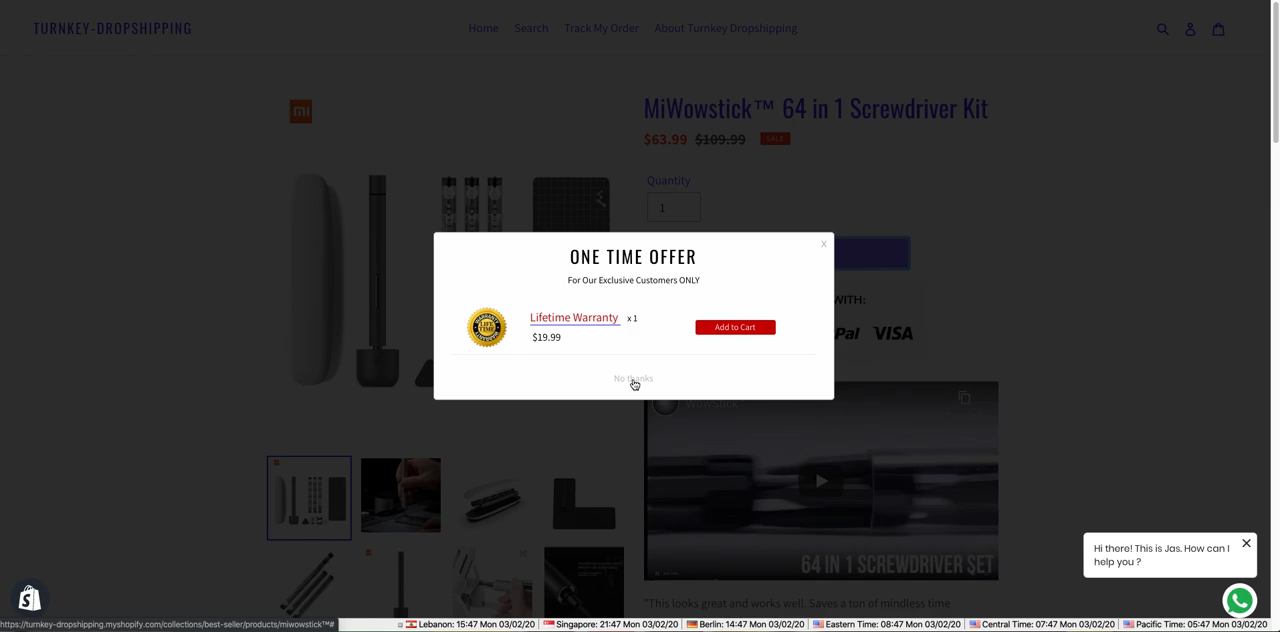 TURNKEY-DROPSHIPPING
Home Search Track My Order About Turnkey Dropshipping
mi
MiWowstick™ 64 in 1 Screwdriver Kit
$63.99 $109.99 SALE
Quantity
1
X
ONE TIME OFFER
For Our Exclusive Customers ONLY
WARRANTY
LIFE TIME
Lifetime Warranty x 1
Add to Cart
$19.99
No thanks
WITH:
Pal VISA
WOWSTICK
64 IN 1 SCREWDRIVER SET
Hi there! This is Jas. How can I
help you ?
"This looks great and works well. Saves a ton of mindless time
https://turnkey-dropshipping.myshopify.com/collections/best-seller/products/miwowstick™#
Lebanon: 15:47 Mon 03/02/20 Singapore: 21:47 Mon 03/02/20 Berlin: 14:47 Mon 03/02/20 Eastern Time: 08:47 Mon 03/02/20 Central Time: 07:47 Mon 03/02/20 Pacific Time: 05:47 Mon 03/02/20